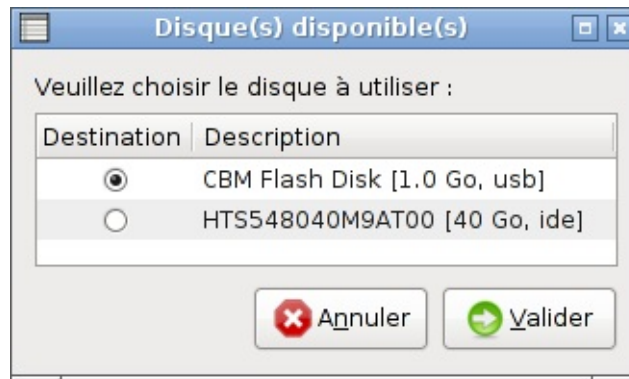 Disque(s) disponible(s)
Veuillez choisir le disque à utiliser :
Destination Description
CBM Flash Disk [1.0 Go, usb]
HTS548040M9AT00 [40 Go, ide]
Annuler Valider